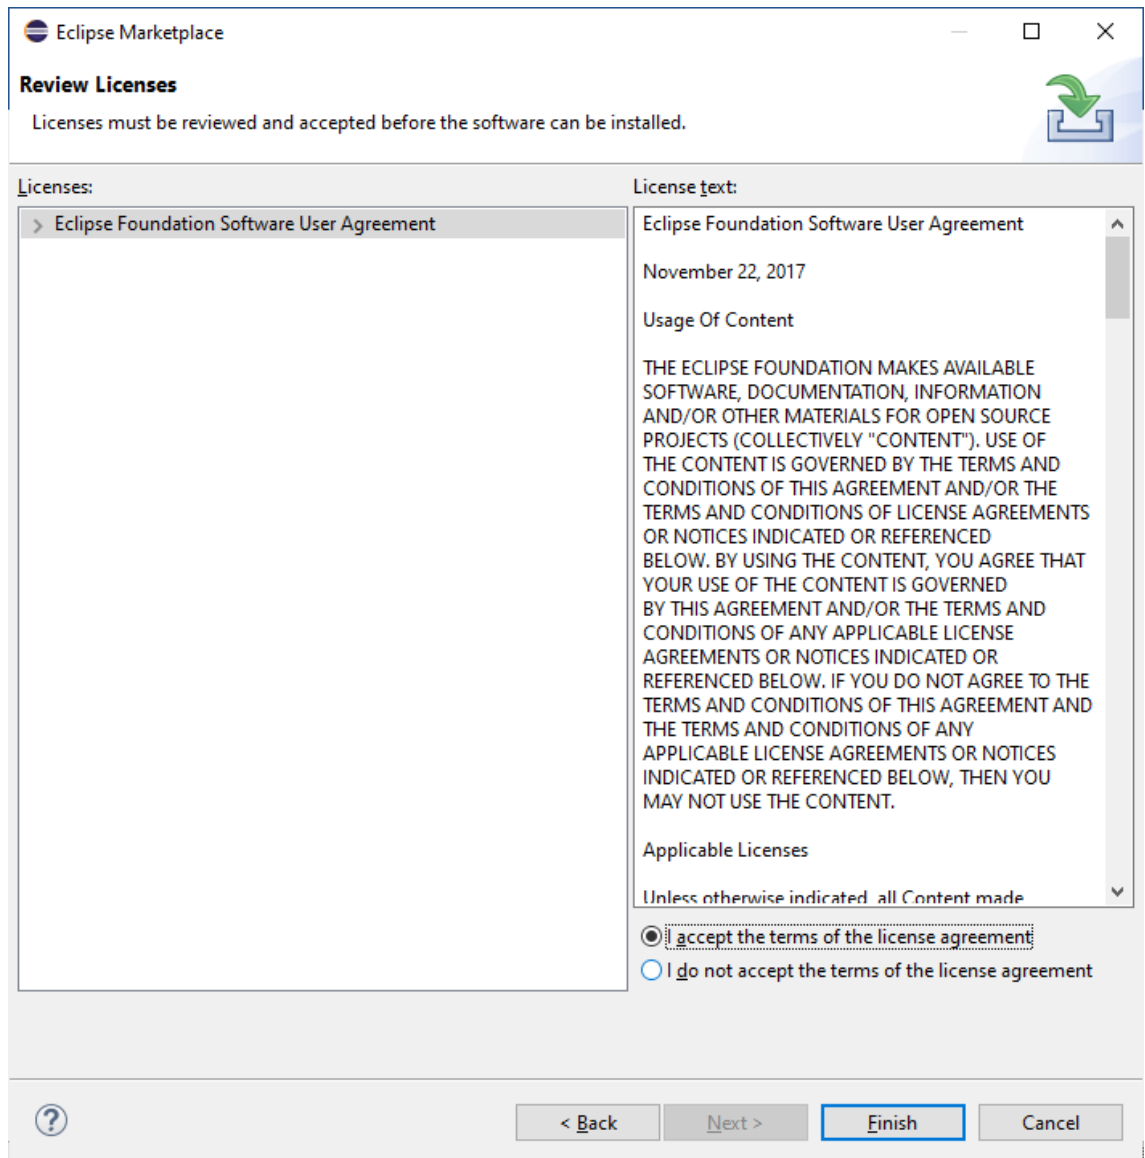 Eclipse Marketplace
Review Licenses
Licenses must be reviewed and accepted before the software can be installed.
Licenses:
Eclipse Foundation Software User Agreement
License text:
Eclipse Foundation Software User Agreement
November 22, 2017
Usage Of Content
THE ECLIPSE FOUNDATION MAKES AVAILABLE
SOFTWARE, DOCUMENTATION, INFORMATION
AND/OR OTHER MATERIALS FOR OPEN SOURCE
PROJECTS (COLLECTIVELY "CONTENT"). USE OF
THE CONTENT IS GOVERNED BY THE TERMS AND
CONDITIONS OF THIS AGREEMENT AND/OR THE
TERMS AND CONDITIONS OF LICENSE AGREEMENTS
OR NOTICES INDICATED OR REFERENCED
BELOW. BY USING THE CONTENT, YOU AGREE THAT
YOUR USE OF THE CONTENT IS GOVERNED
BY THIS AGREEMENT AND/OR THE TERMS AND
CONDITIONS OF ANY APPLICABLE LICENSE
AGREEMENTS OR NOTICES INDICATED OR
REFERENCED BELOW. IF YOU DO NOT AGREE TO THE
TERMS AND CONDITIONS OF THIS AGREEMENT AND
THE TERMS AND CONDITIONS OF ANY
APPLICABLE LICENSE AGREEMENTS OR NOTICES
INDICATED OR REFERENCED BELOW, THEN YOU
MAY NOT USE THE CONTENT.
Applicable Licenses
Unless otherwise indicated, all Content made
I accept the terms of the license agreement
I do not accept the terms of the license agreement
< Back
Next >
Finish
Cancel